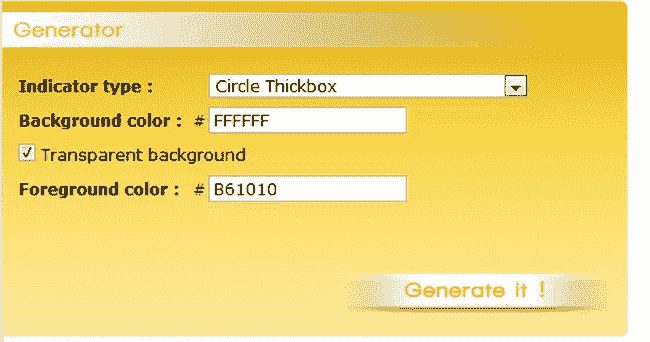 Generator
Indicator type : Circle Thickbox
Background color : # FFFFFF
Transparent background
Foreground color : # B61010
Generate it !